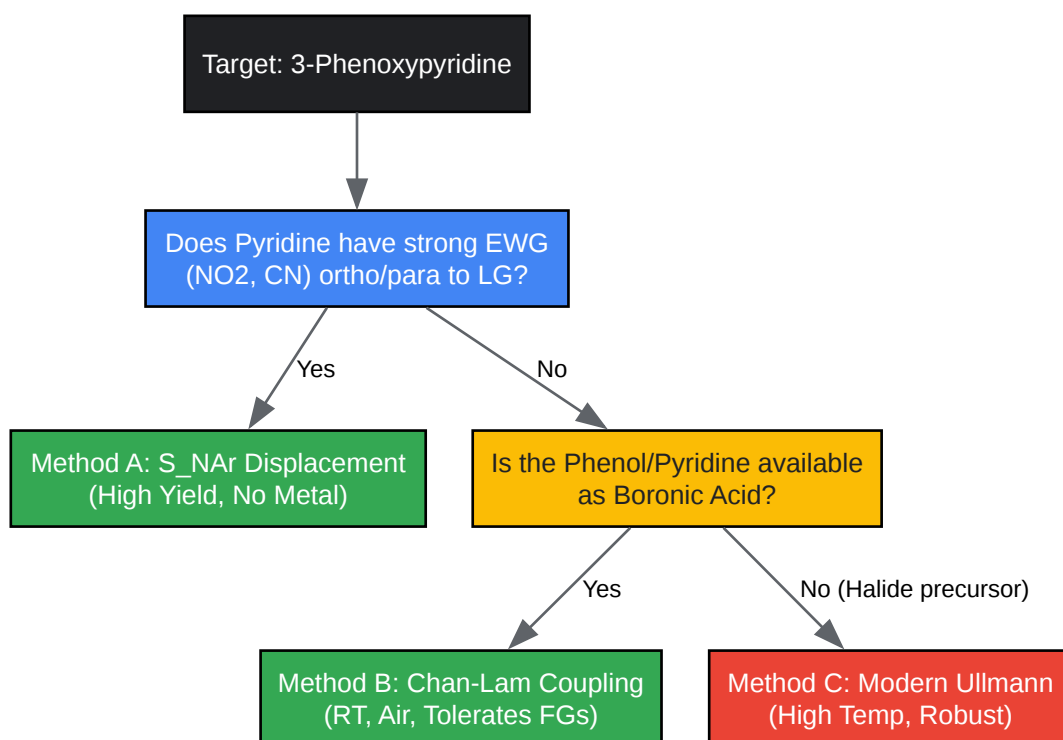 Target: 3-Phenoxypyridine
Does Pyridine have strong EWG
(NO2, CN) ortho/para to LG?
Yes
No
Method A: S_NAr Displacement
(High Yield, No Metal)
Is the Phenol/Pyridine available
as Boronic Acid?
Yes
No (Halide precursor)
Method B: Chan-Lam Coupling
(RT, Air, Tolerates FGs)
Method C: Modern Ullmann
(High Temp, Robust)